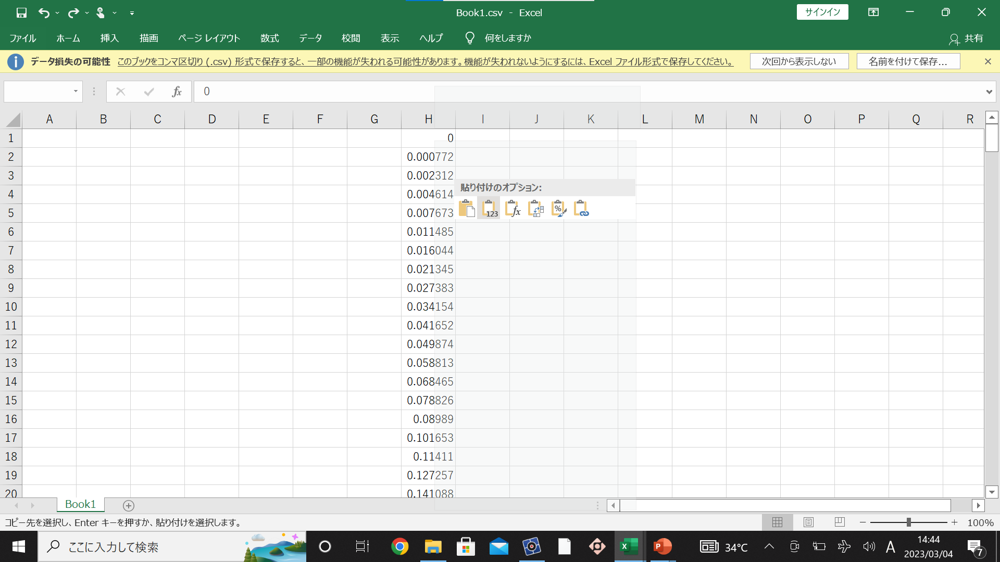 Book1.csv - Excel
サインイン
ファイル ホーム 挿入 描画 ページ レイアウト 数式 データ 校閲 表示 ヘルプ 何をしますか 共有
データ損失の可能性 このブックをコンマ区切り (.csv) 形式で保存すると、一部の機能が失われる可能性があります。機能が失われないようにするには、Excel ファイル形式で保存してください。 次回から表示しない 名前を付けて保存...
fx 0
A B C D E F G H I J K L M N O P Q R
1 0
2 0.000772
3 0.002312
貼り付けのオプション:
4 0.004614
5 0.007673
123 fx %
6 0.011485
7 0.016044
8 0.021345
9 0.027383
10 0.034154
11 0.041652
12 0.049874
13 0.058813
14 0.068465
15 0.078826
16 0.08989
17 0.101653
18 0.11411
19 0.127257
20 0.141088
Book1
コピー先を選択し、Enter キーを押すか、貼り付けを選択します。
100%
ここに入力して検索
34°C
A
14:44
2023/03/04
7